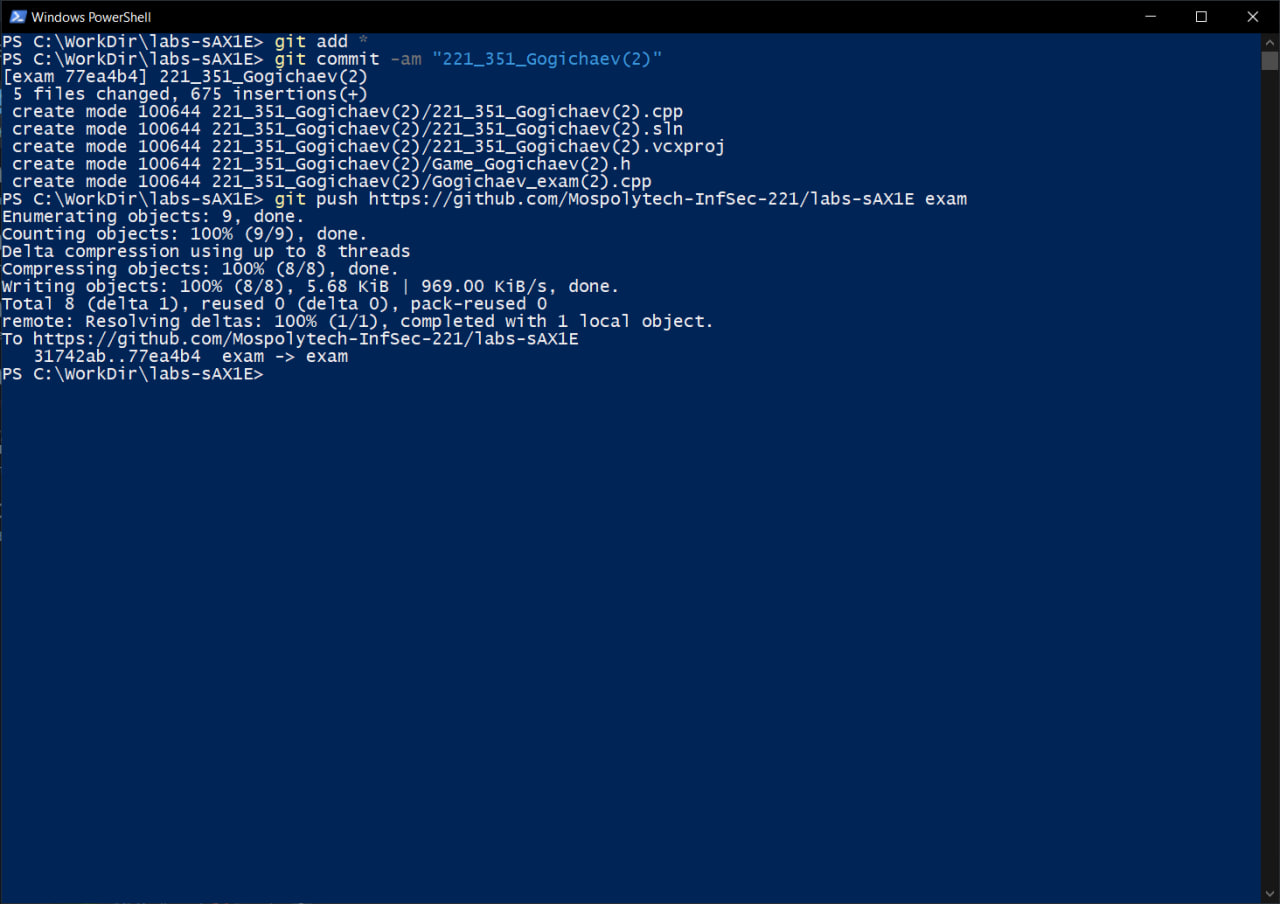 Windows PowerShell
PS C:\WorkDir\labs-sAX1E> git add *
PS C:\WorkDir\labs-sAX1E> git commit -am "221_351_Gogichaev(2)"
[exam 77ea4b4] 221_351_Gogichaev(2)
 5 files changed, 675 insertions(+)
 create mode 100644 221_351_Gogichaev(2)/221_351_Gogichaev(2).cpp
 create mode 100644 221_351_Gogichaev(2)/221_351_Gogichaev(2).sln
 create mode 100644 221_351_Gogichaev(2)/221_351_Gogichaev(2).vcxproj
 create mode 100644 221_351_Gogichaev(2)/Game_Gogichaev(2).h
 create mode 100644 221_351_Gogichaev(2)/Gogichaev_exam(2).cpp
PS C:\WorkDir\labs-sAX1E> git push https://github.com/Mospolytech-InfSec-221/labs-sAX1E exam
Enumerating objects: 9, done.
Counting objects: 100% (9/9), done.
Delta compression using up to 8 threads
Compressing objects: 100% (8/8), done.
Writing objects: 100% (8/8), 5.68 KiB | 969.00 KiB/s, done.
Total 8 (delta 1), reused 0 (delta 0), pack-reused 0
remote: Resolving deltas: 100% (1/1), completed with 1 local object.
To https://github.com/Mospolytech-InfSec-221/labs-sAX1E
   31742ab..77ea4b4  exam -> exam
PS C:\WorkDir\labs-sAX1E>